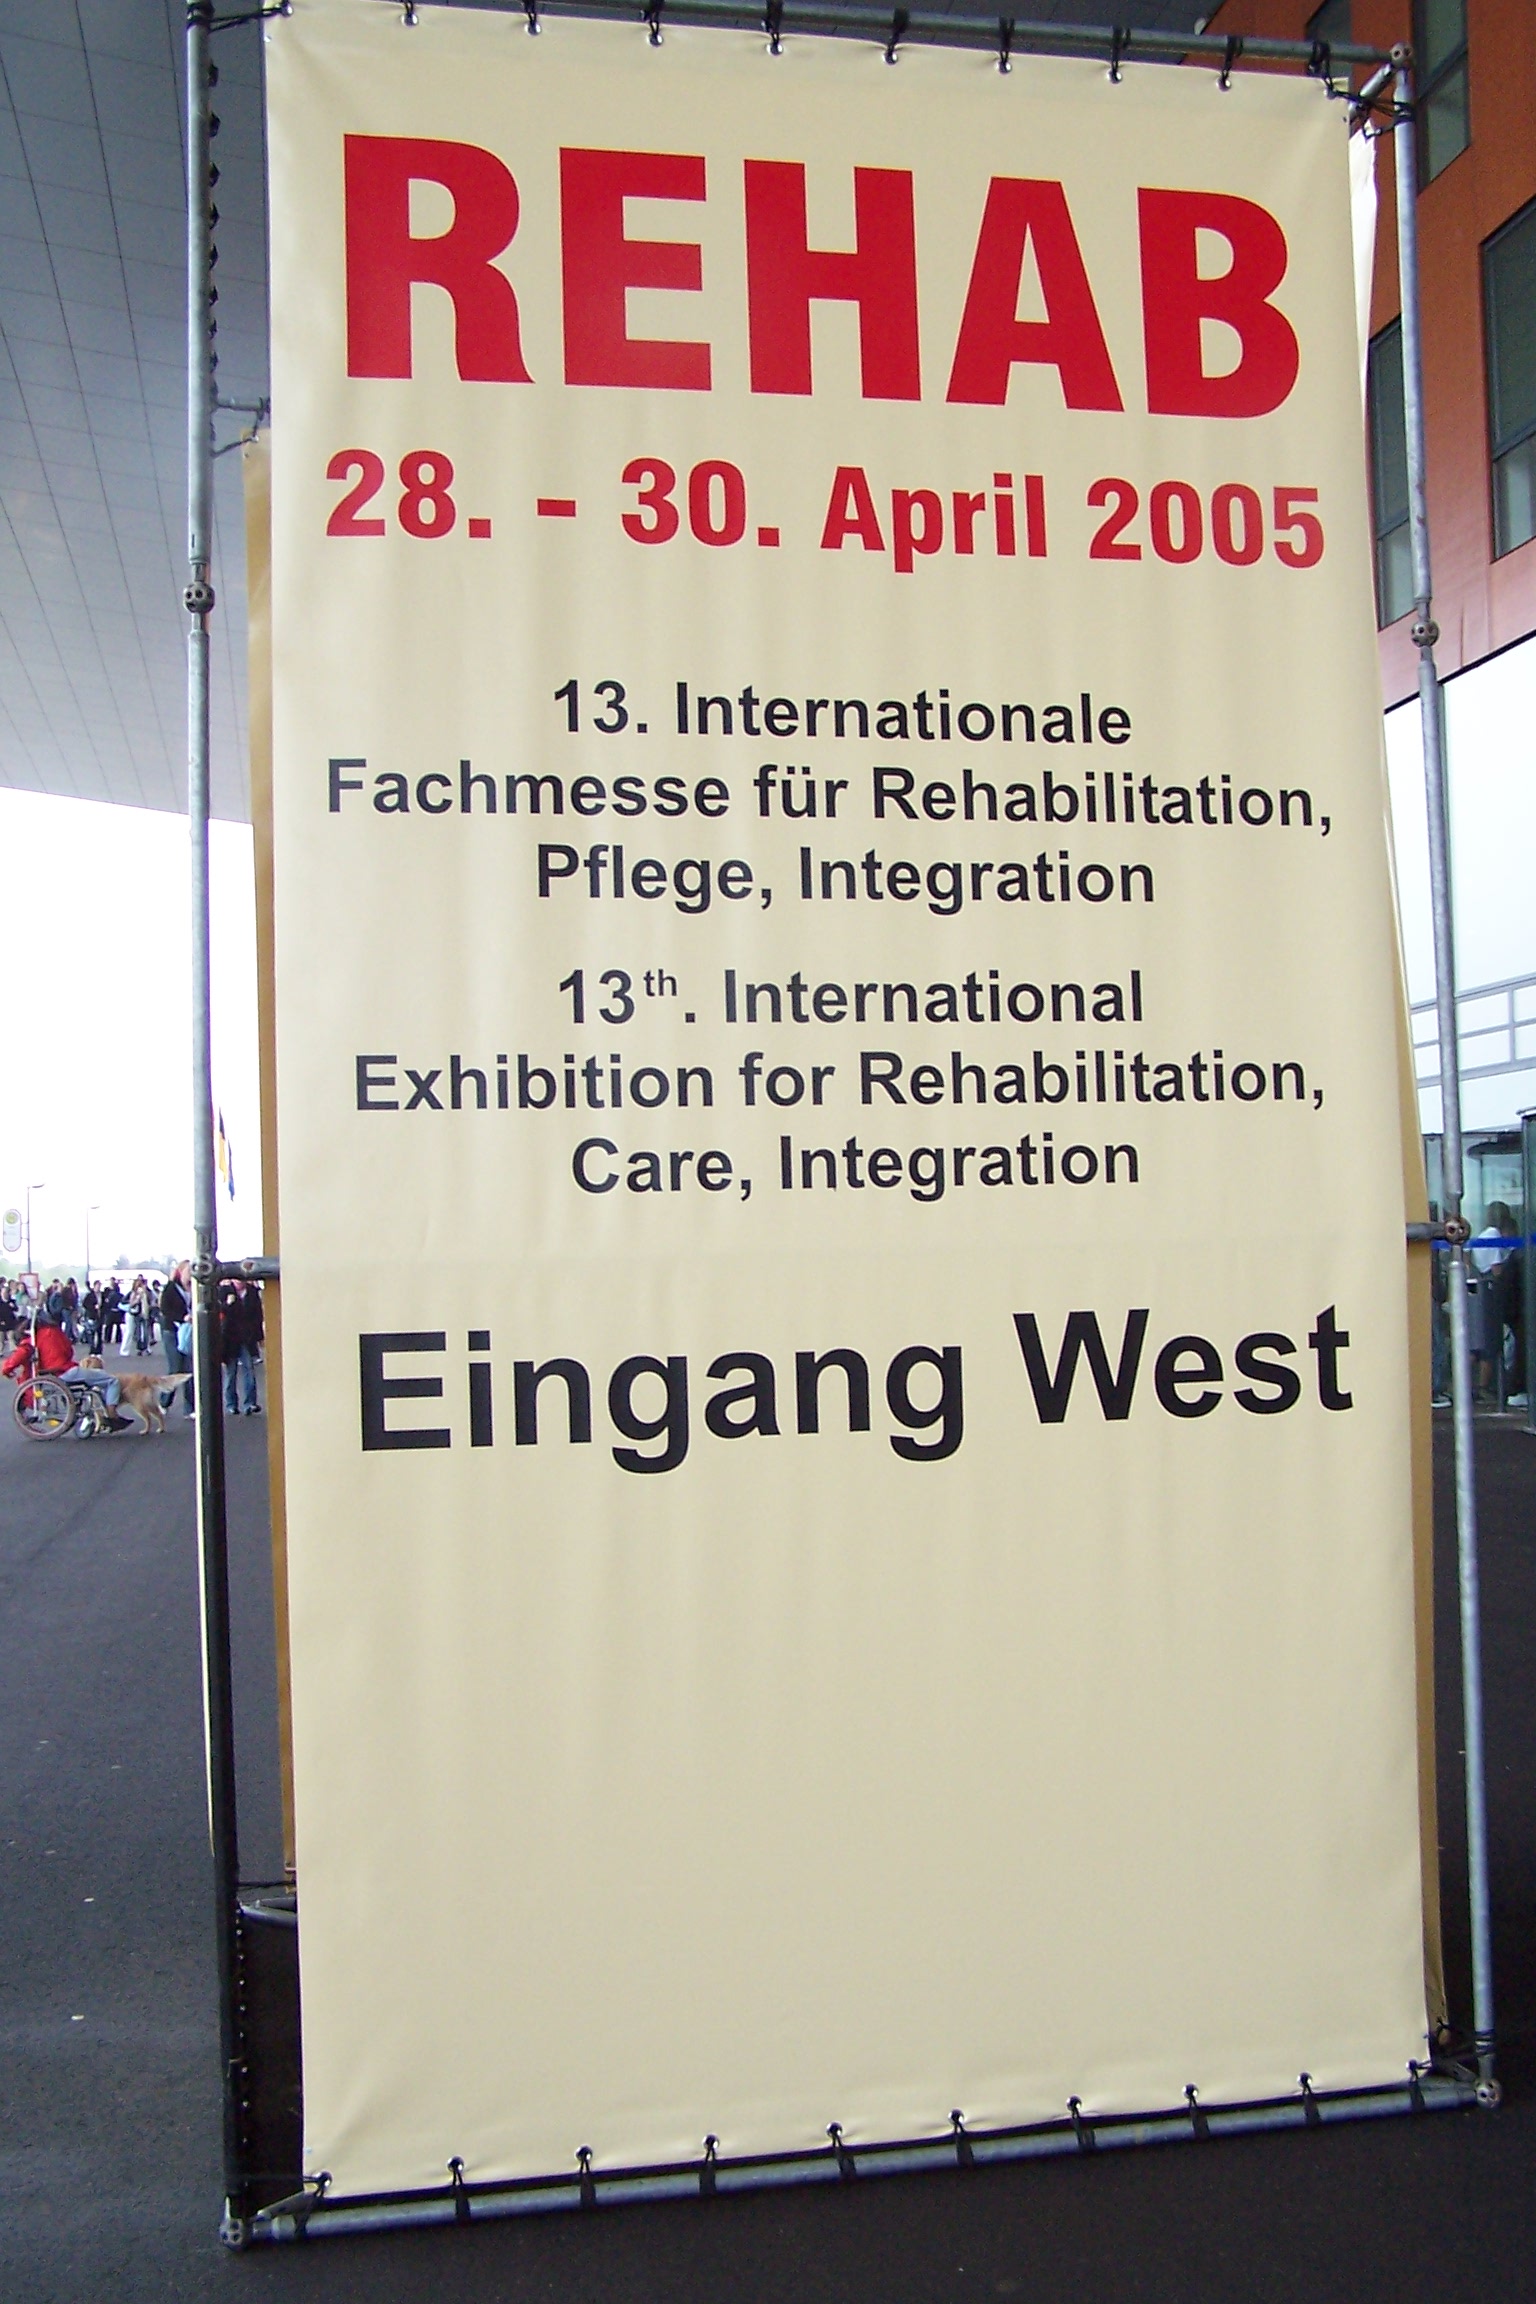 REHAB
28. - 30. April 2005
13. Internationale
Fachmesse für Rehabilitation,
Pflege, Integration
13th. International
Exhibition for Rehabilitation,
Care, Integration
Eingang West